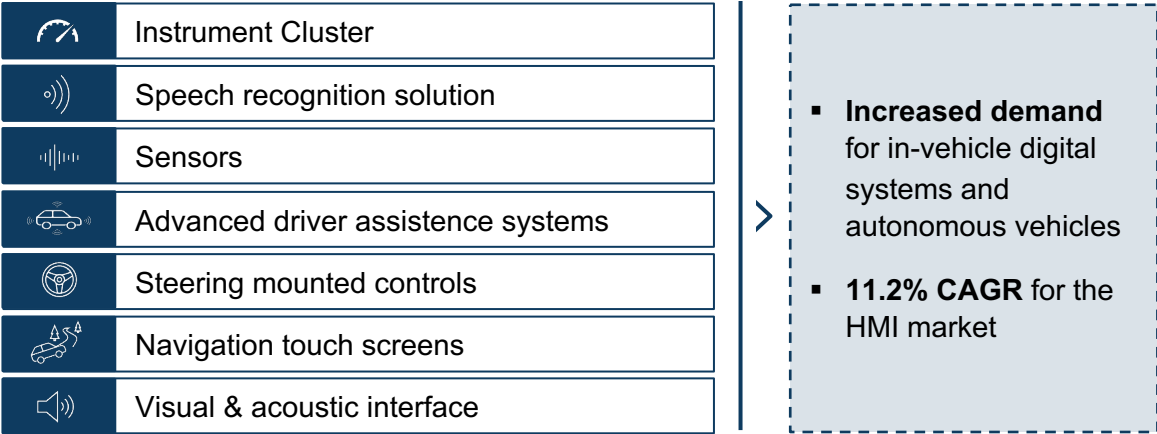 Instrument Cluster
Speech recognition solution
Sensors
Advanced driver assistence systems
Steering mounted controls
Navigation touch screens
Visual & acoustic interface
▪ Increased demand
for in-vehicle digital
systems and
autonomous vehicles
▪ 11.2% CAGR for the
HMI market